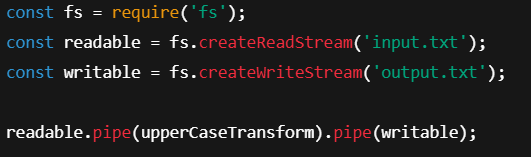 const fs = require('fs');
const readable = fs.createReadStream('input.txt');
const writable = fs.createWriteStream('output.txt');
readable.pipe(upperCaseTransform).pipe(writable);